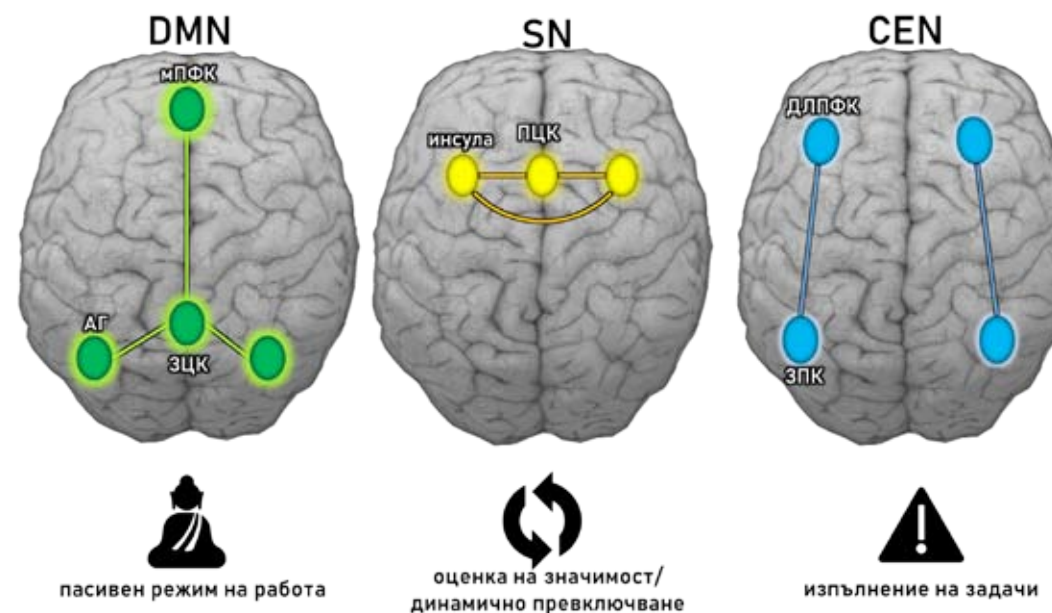 DMN
SN
CEN
мПФК
АГ
ЗЦК
инсула
ПЦК
ДЛПФК
ЗПК
пасивен режим на работа
оценка на значимост/
динамично превключване
изпълнение на задачи